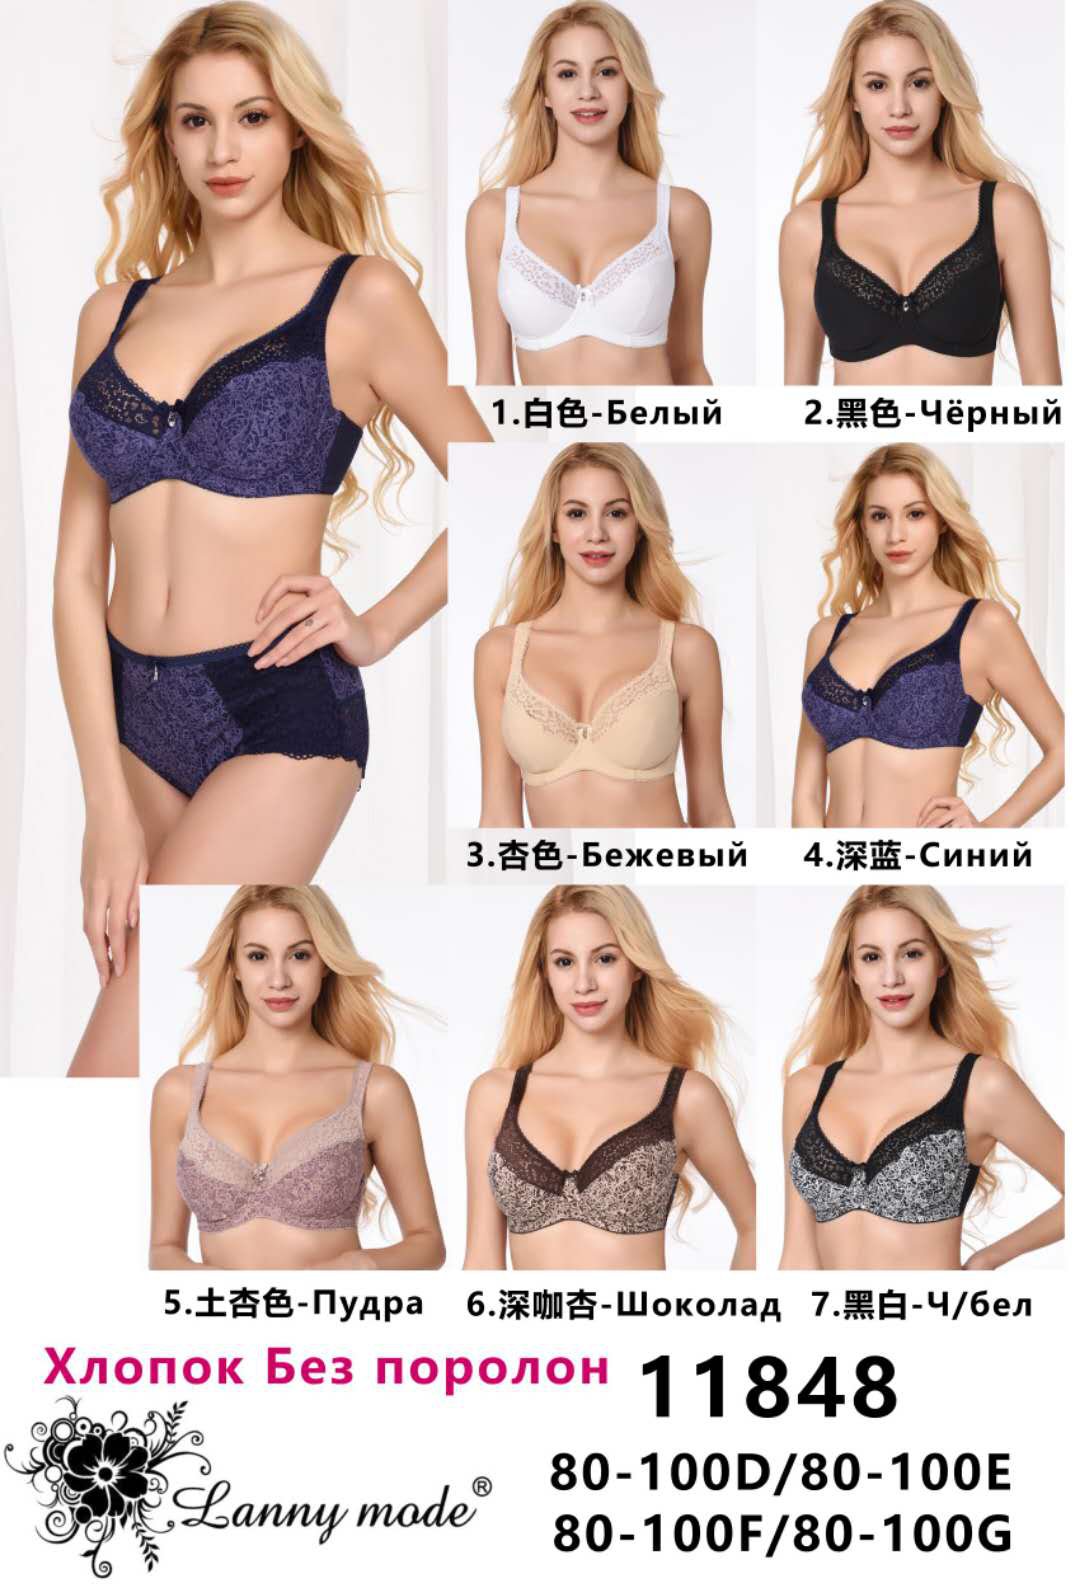 1.白色-Белый
2.黑色-Чёрный
3.杏色-Бежевый
4.深蓝-Синий
5.土杏色-Пудра
6.深咖杏-Шоколад
7.黑白-Ч/бел
Хлопок Без поролон
11848
Lanny mode®
80-100D/80-100E
80-100F/80-100G